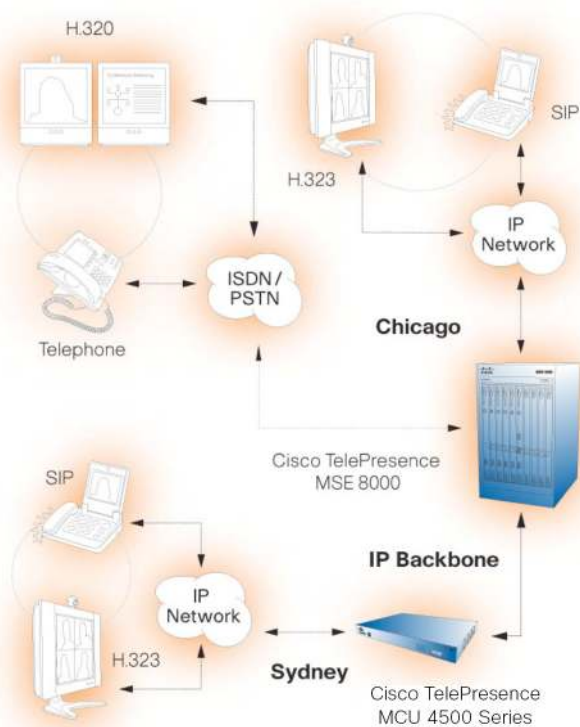 H.320
SIP
H.323
IP
Network
ISDN /
PSTN
Telephone
Chicago
Cisco TelePresence
MSE 8000
SIP
IP Backbone
IP
Network
H.323
Sydney
Cisco TelePresence
MCU 4500 Series